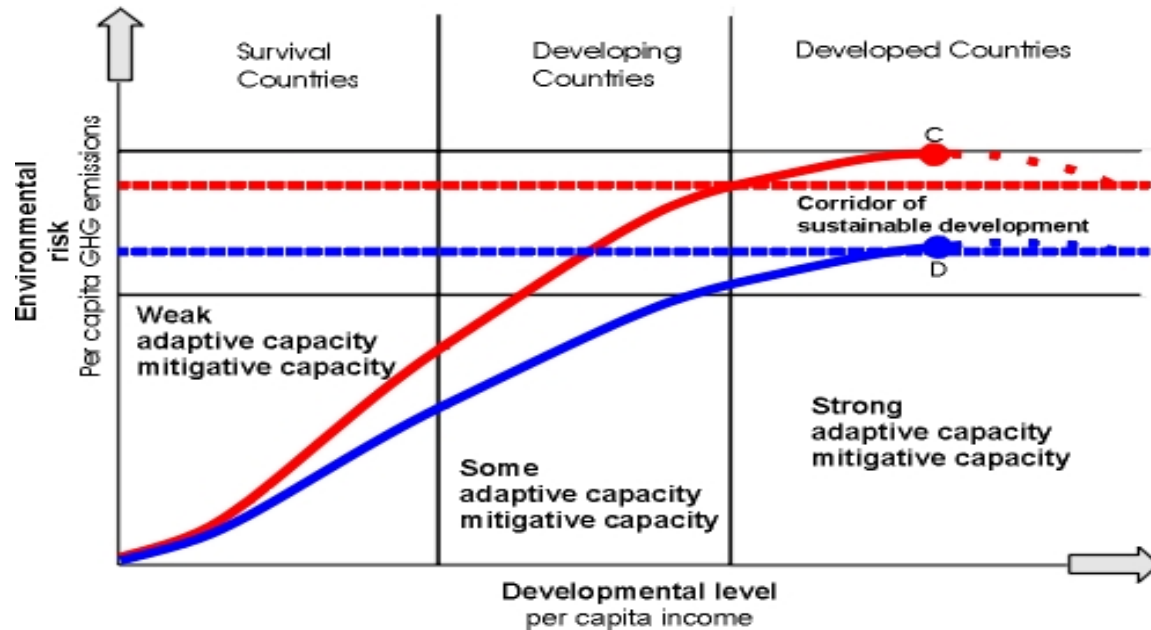 Survival
Countries
Developing
Countries
Developed Countries
C
Corridor of
sustainable development
D
Environmental
risk
Per capita GHG emissions
Weak
adaptive capacity
mitigative capacity
Some
adaptive capacity
mitigative capacity
Strong
adaptive capacity
mitigative capacity
Developmental level
per capita income